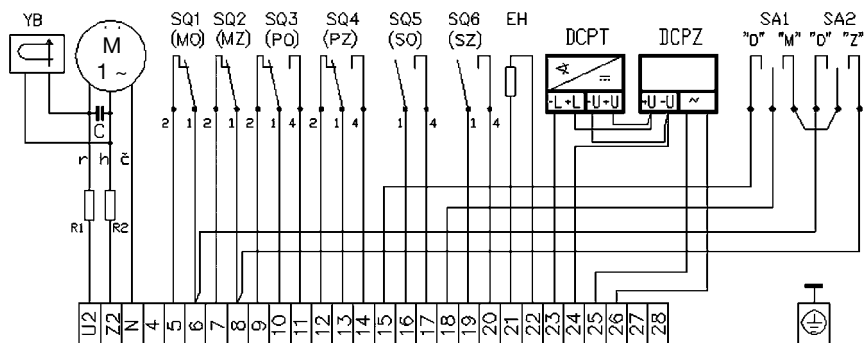 YB
SQ1 SQ2 SQ3 SQ4 SQ5 SQ6 EH DCPT DCPZ SA1 SA2
(MO) (MZ) (PO) (PZ) (SO) (SZ)
"D" "M" "O" "Z"
M
1 ~
-L +L -U +U +U -U ~
C
2 1 2 1 2 1 4 2 1 4 1 4 1 4
r h č
R1 R2
U2 Z2 N 4 5 6 7 8 9 10 11 12 13 14 15 16 17 18 19 20 21 22 23 24 25 26 27 28